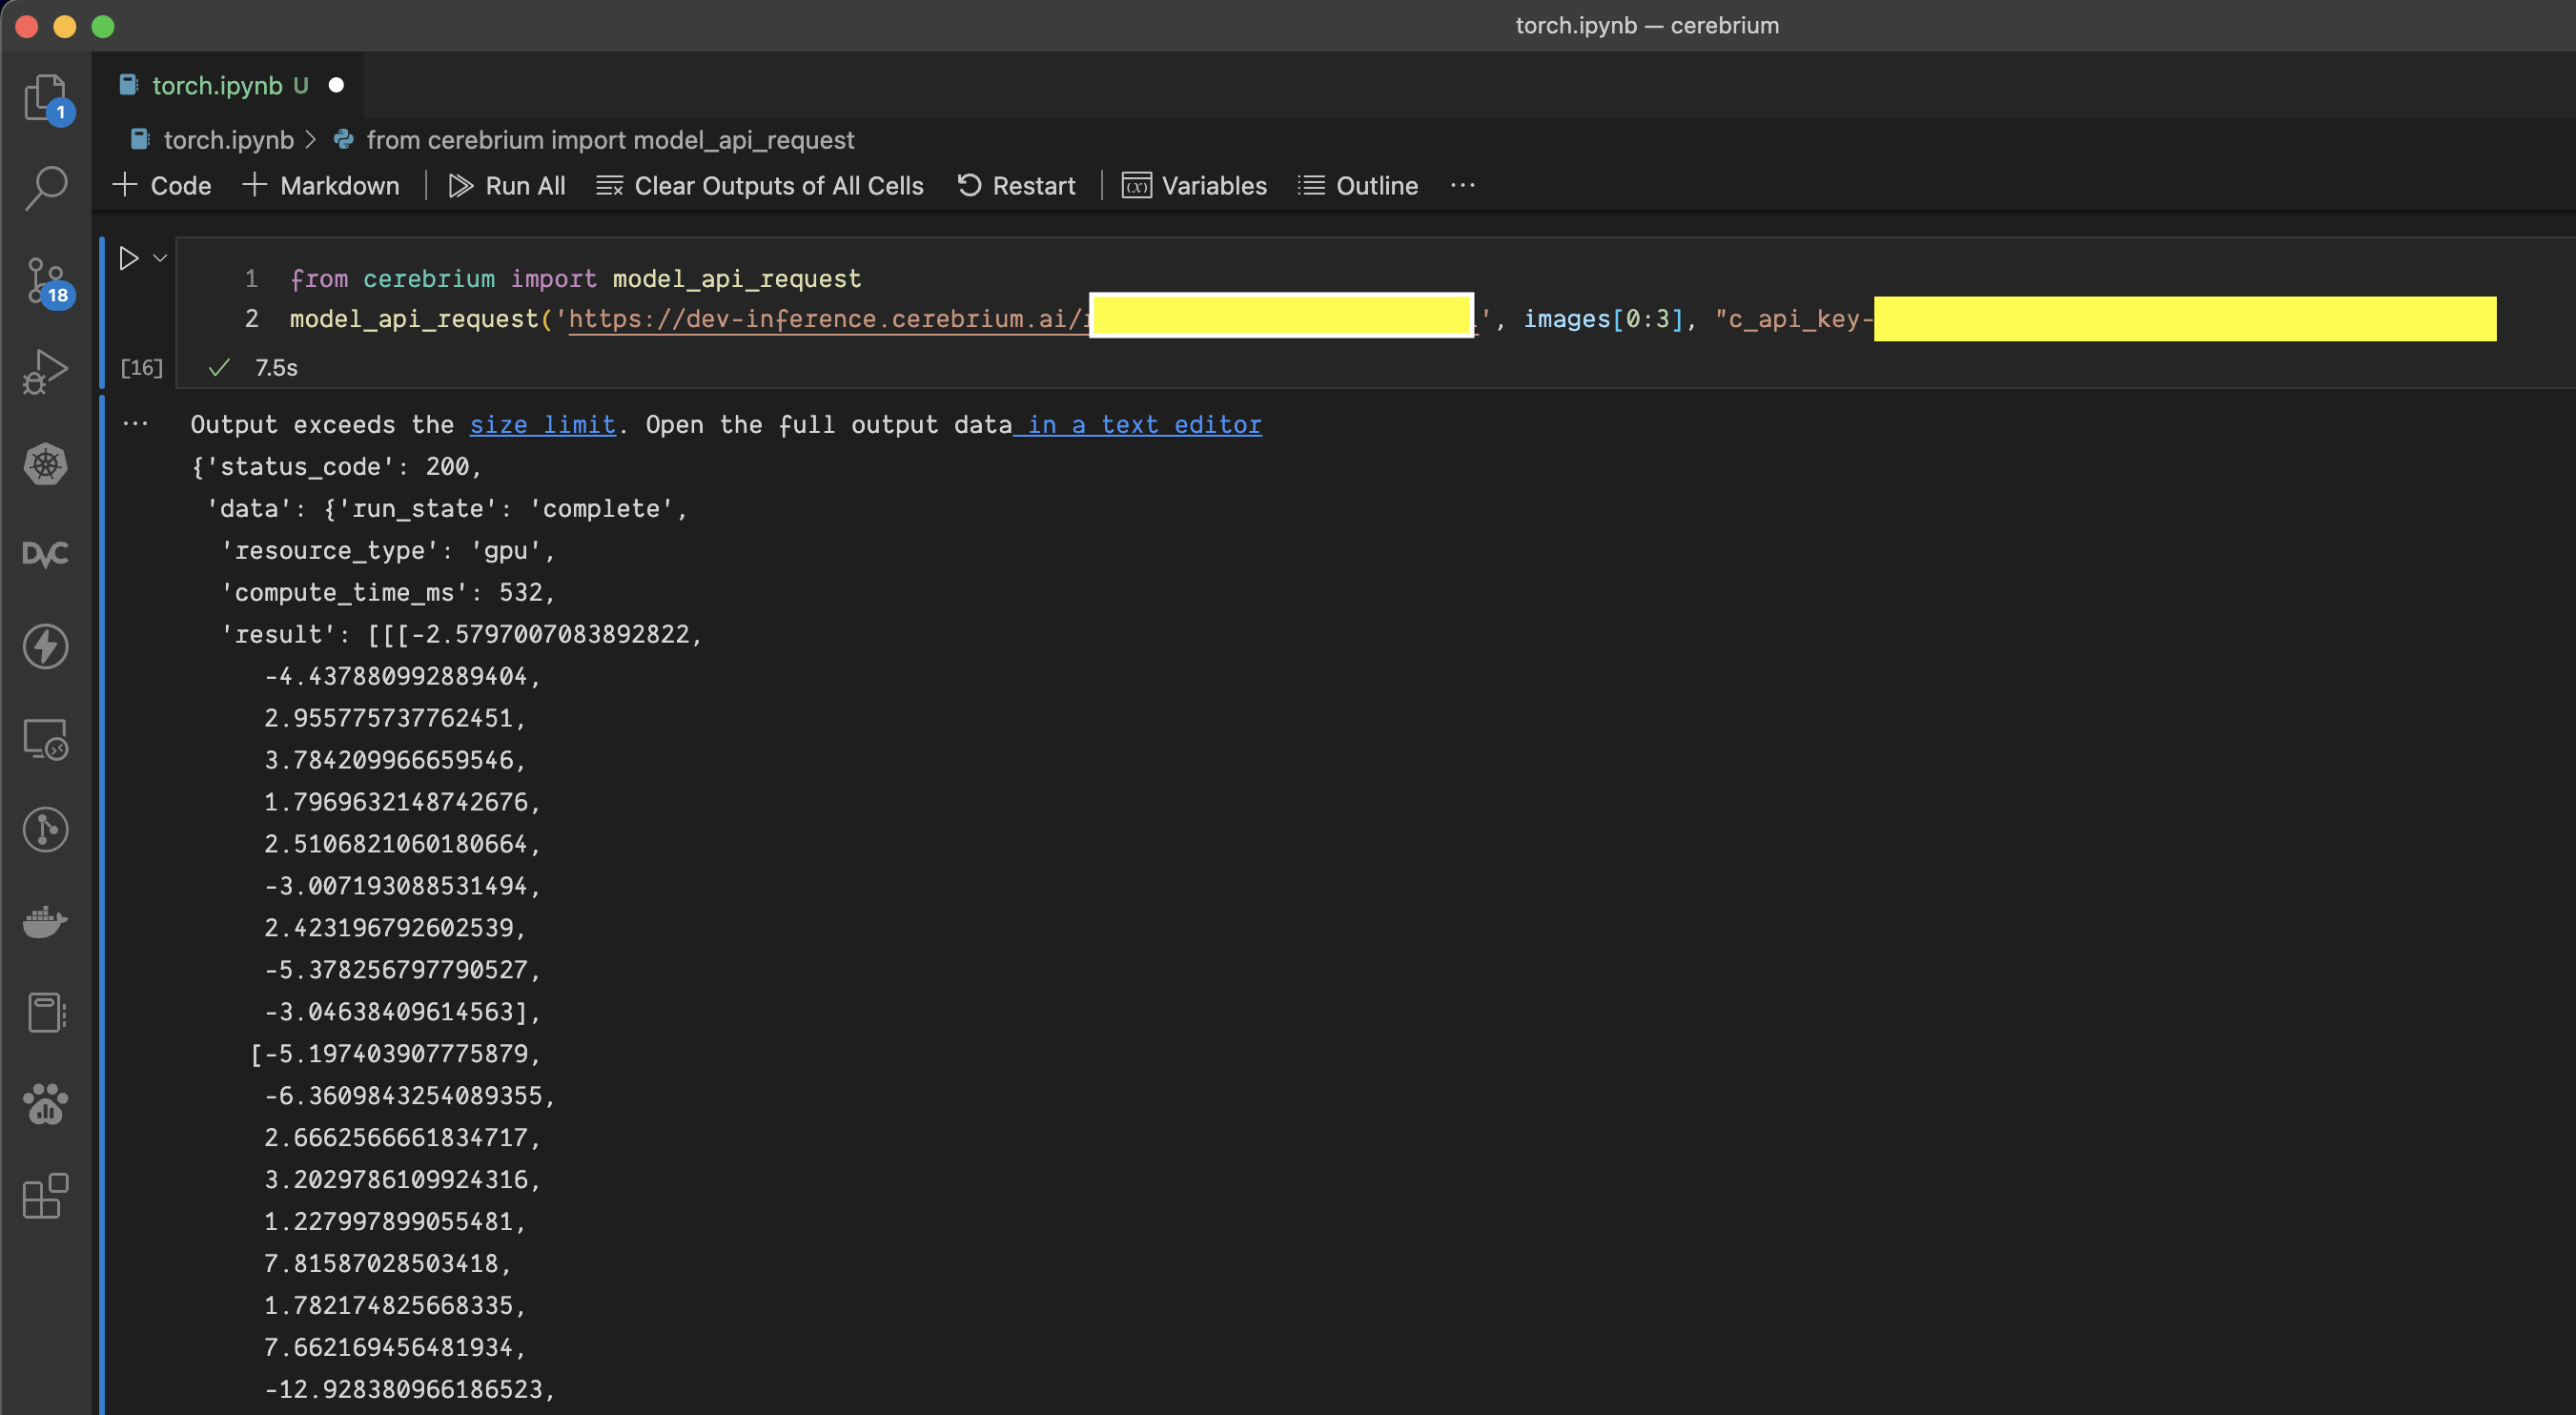 torch.ipynb — cerebrium
torch.ipynb U
torch.ipynb > from cerebrium import model_api_request
+ Code + Markdown | Run All Clear Outputs of All Cells Restart | Variables Outline ...
1
18
DVC
1 from cerebrium import model_api_request
2 model_api_request('https://dev-inference.cerebrium.ai/ ', images[0:3], "c_api_key-
[16] 7.5s
... Output exceeds the size limit. Open the full output data in a text editor
{'status_code': 200,
'data': {'run_state': 'complete',
'resource_type': 'gpu',
'compute_time_ms': 532,
'result': [[[-2.5797007083892822,
-4.437880992889404,
2.955775737762451,
3.784209966659546,
1.7969632148742676,
2.5106821060180664,
-3.007193088531494,
2.423196792602539,
-5.378256797790527,
-3.04638409614563],
[-5.197403907775879,
-6.3609843254089355,
2.6662566661834717,
3.2029786109924316,
1.227997899055481,
7.81587028503418,
1.782174825668335,
7.662169456481934,
-12.928380966186523,